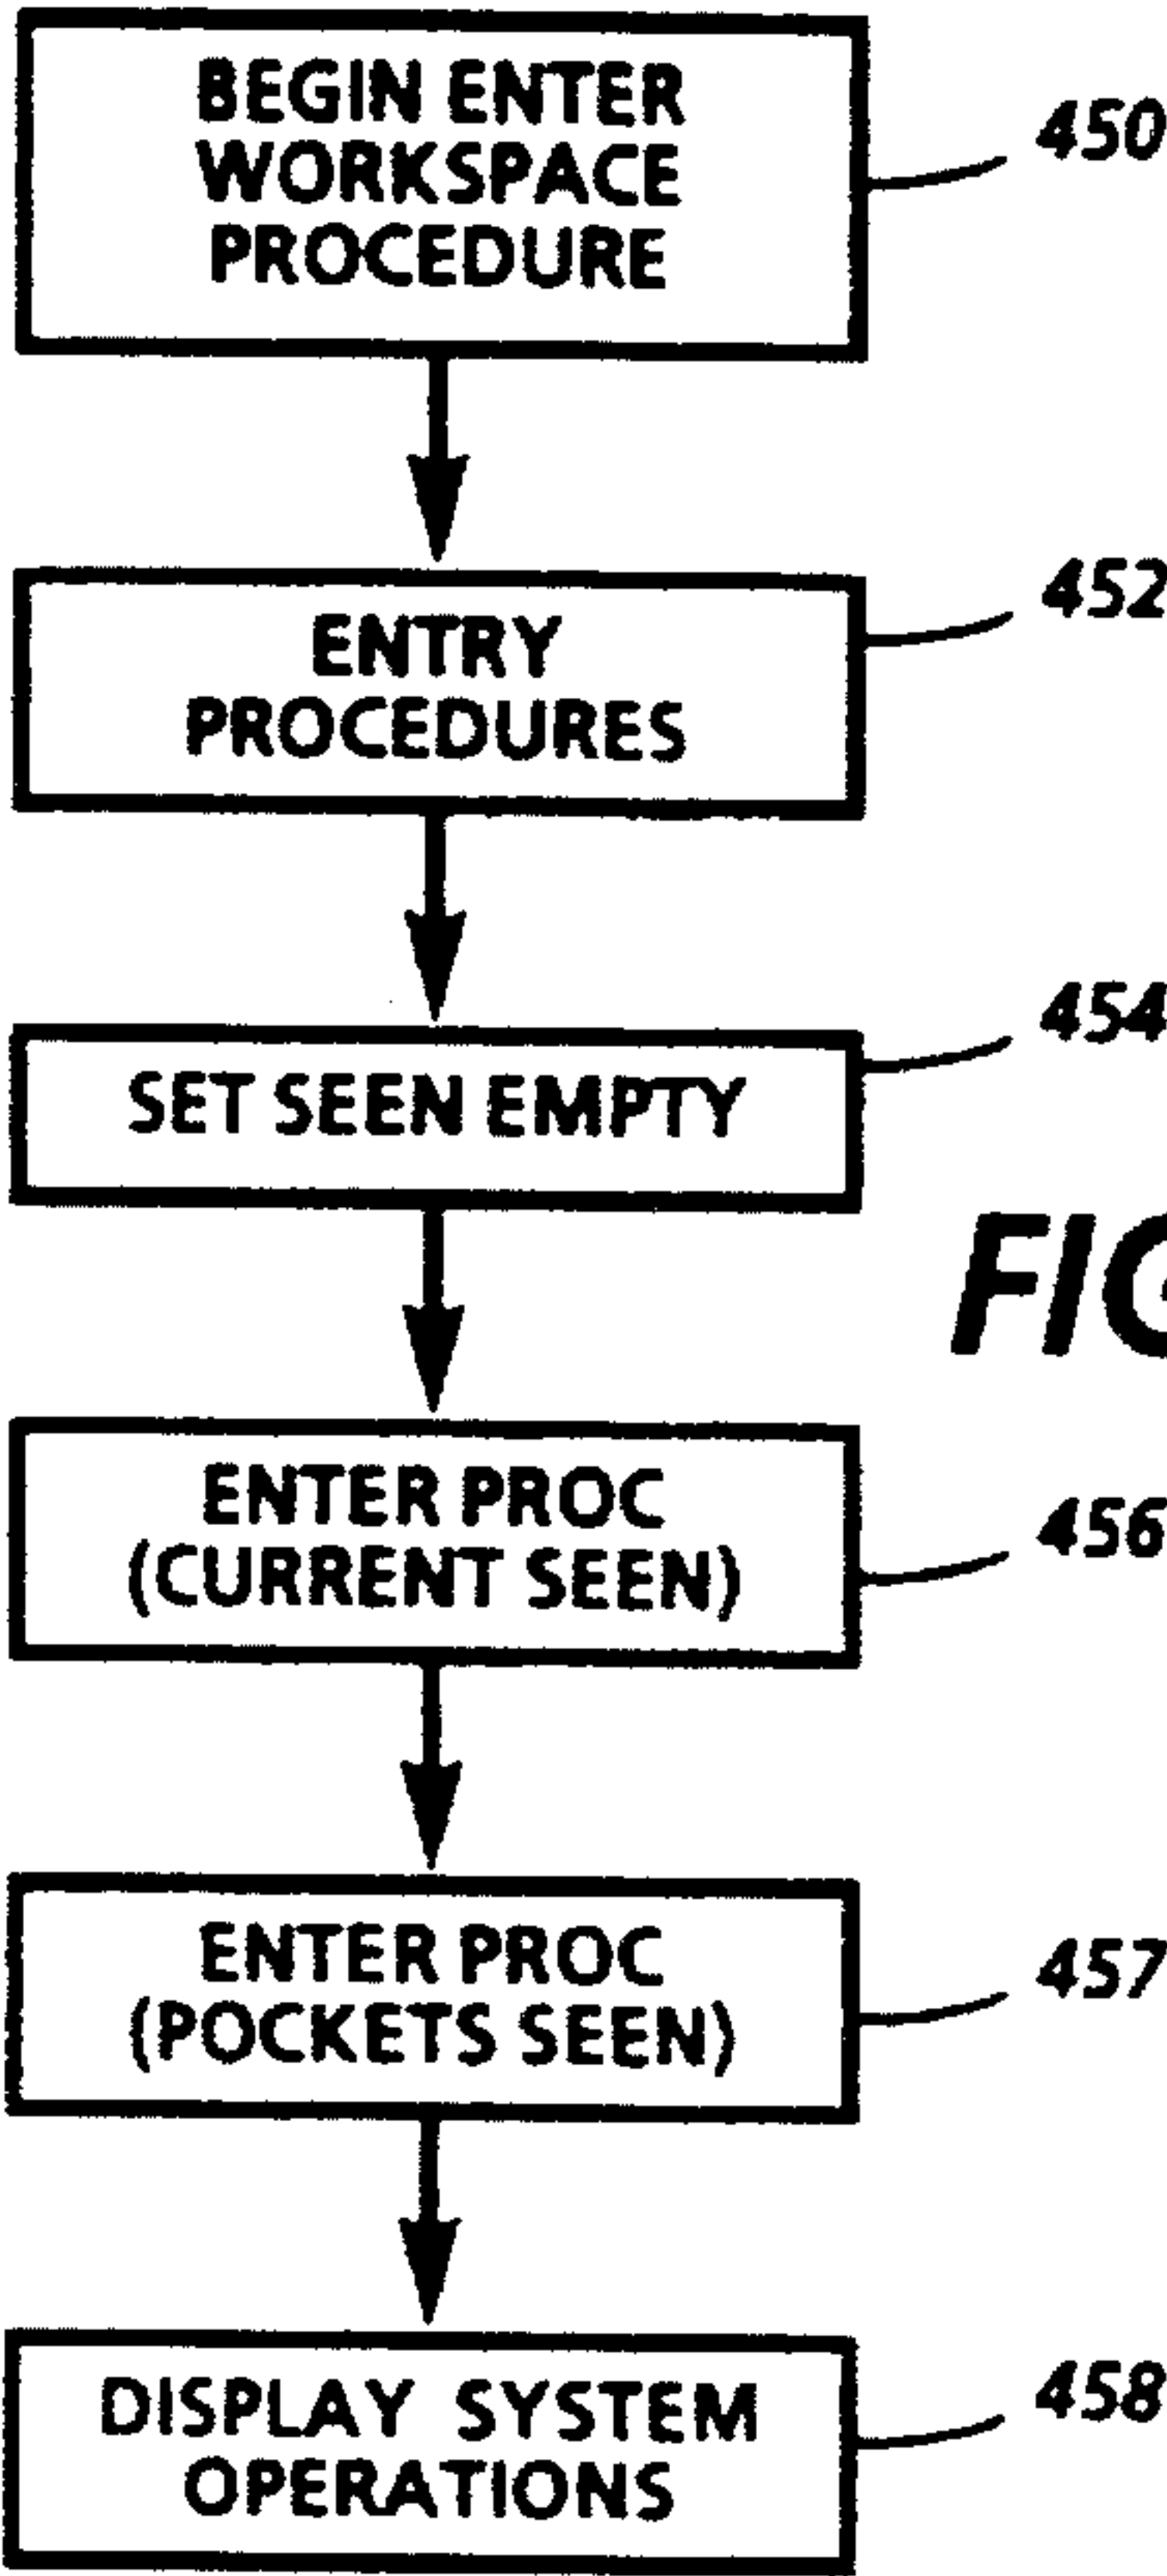 BEGIN ENTER
WORKSPACE
PROCEDURE
450
ENTRY
PROCEDURES
452
SET SEEN EMPTY
454
FIG
ENTER PROC
(CURRENT SEEN)
456
ENTER PROC
(POCKETS SEEN)
457
DISPLAY SYSTEM
OPERATIONS
458